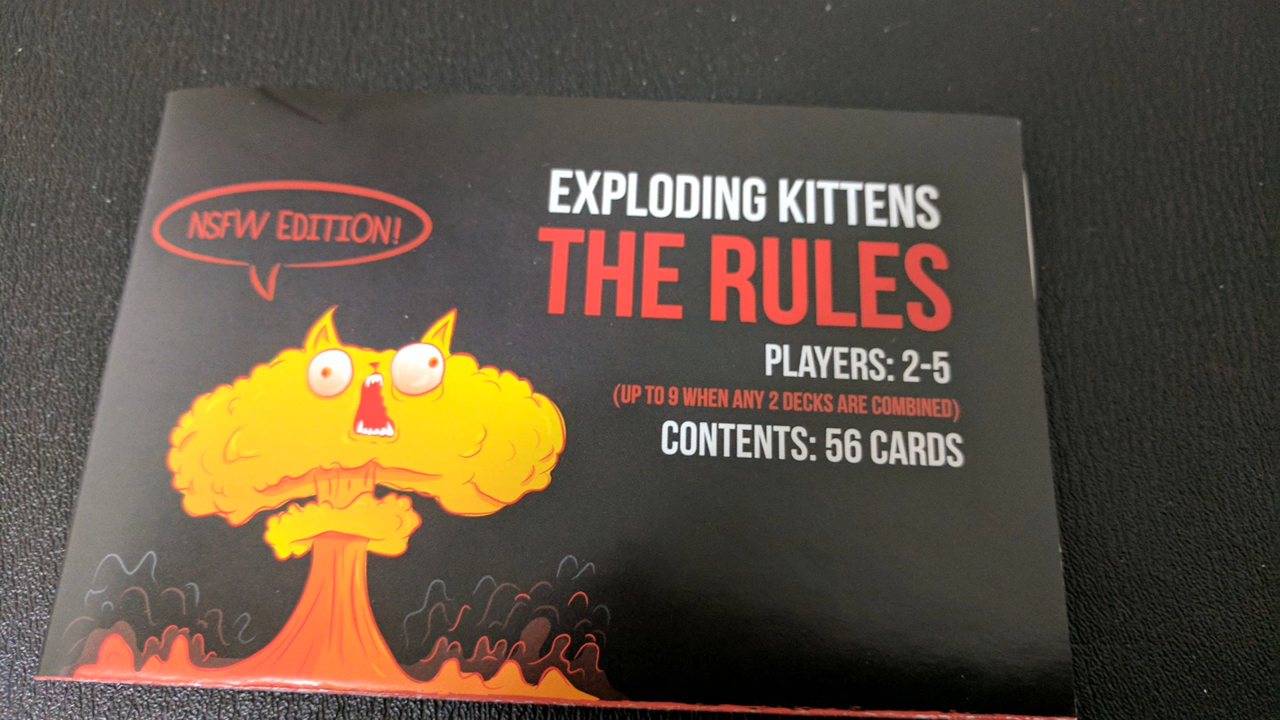 NSFW EDITION!
EXPLODING KITTENS
THE RULES
PLAYERS: 2-5
(UP TO 9 WHEN ANY 2 DECKS ARE COMBINED)
CONTENTS: 56 CARDS